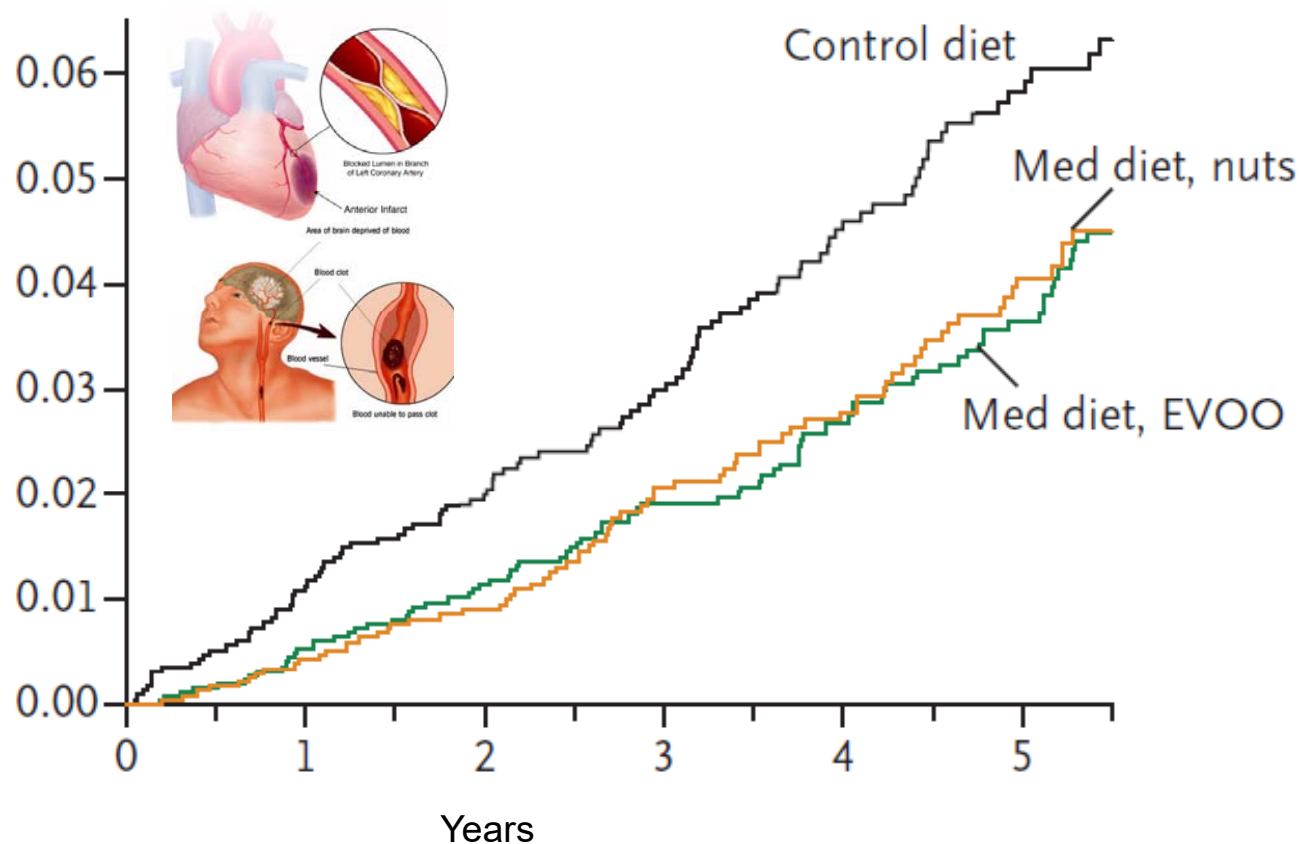 Control diet
Med diet, nuts
Med diet, EVOO
0.06
0.05
0.04
0.03
0.02
0.01
0.00
Blocked Lumen in Branch
of Left Coronary Artery
Anterior Infarct
Area of brain deprived of blood
Blood clot
Blood vessel
Blood unable to pass clot
0 1 2 3 4 5
Years